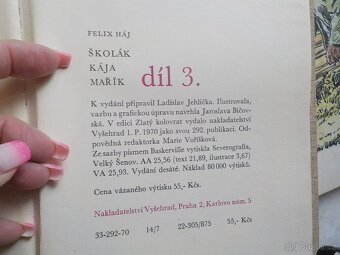 FELIX HÁJ
ŠKOLÁK
KÁJA
MAŘÍK díl 3.
K vydání připravil Ladislav Jehlička. Ilustrovala,
vazbu a grafickou úpravu navrhla Jaroslava Bičovská.
V edici Zlatý kolovrat vydalo nakladatelství
Vyšehrad 1. P. 1970 jako svou 292. publikaci. Odpovědná
redaktorka Marie Voříšková.
Ze sazby písmem Baskerville vytiskla Severografia,
Velký Šenov. AA 25,56 (text 21,89, ilustrace 3,67)
VA 25,93. Vydání desáté. Náklad 80 000 výtisků.
Cena vázaného výtisku 55,- Kčs.
Nakladatelství Vyšehrad, Praha 2, Karlovo nám. 5
33-292-70 14/7 22-305/875 55,- Kčs